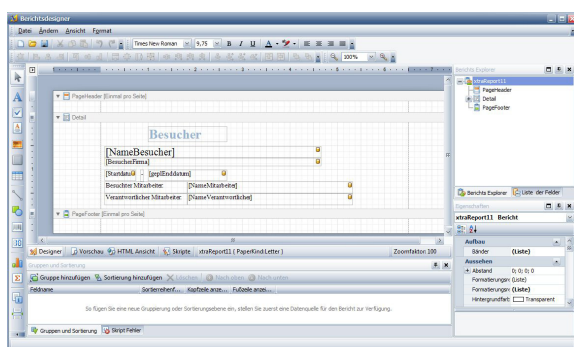 Berichtsdesigner
Datei Ändern Ansicht Format
Times New Roman 9,75 B I U A
100%
PageHeader [Einmal pro Seite]
Detail
Besucher
[NameBesucher]
[BesucherFirma]
[Startdatu - [geplEnddatum]
Besuchter Mitarbeiter [NameMitarbeiter]
Verantwortlicher Mitarbeiter [NameVerantwortlicher]
PageFooter [Einmal pro Seite]
Designer Vorschau HTML Ansicht Skripte xtraReport11 { PaperKind:Letter } Zoomfaktor 100
Gruppen und Sortierung
Gruppe hinzufügen Sortierung hinzufügen Löschen Nach oben Nach unten
Feldname Sortierreihenf... Kopfzeile anze... Fußzeile anzei...
So fügen Sie eine neue Gruppierung oder Sortierungsebene ein, stellen Sie zuerst eine Datenquelle für den Bericht zur Verfügung.
Gruppen und Sortierung Skript Fehler
Berichts Explorer
xtraReport11
PageHeader
Detail
PageFooter
Berichts Explorer Liste der Felder
Eigenschaften
xtraReport11 Bericht
Aufbau
Bänder (Liste)
Aussehen
Abstand 0; 0; 0; 0
Formatierungsr (Liste)
Formatierungsr (Liste)
Hintergrundfarb Transparent